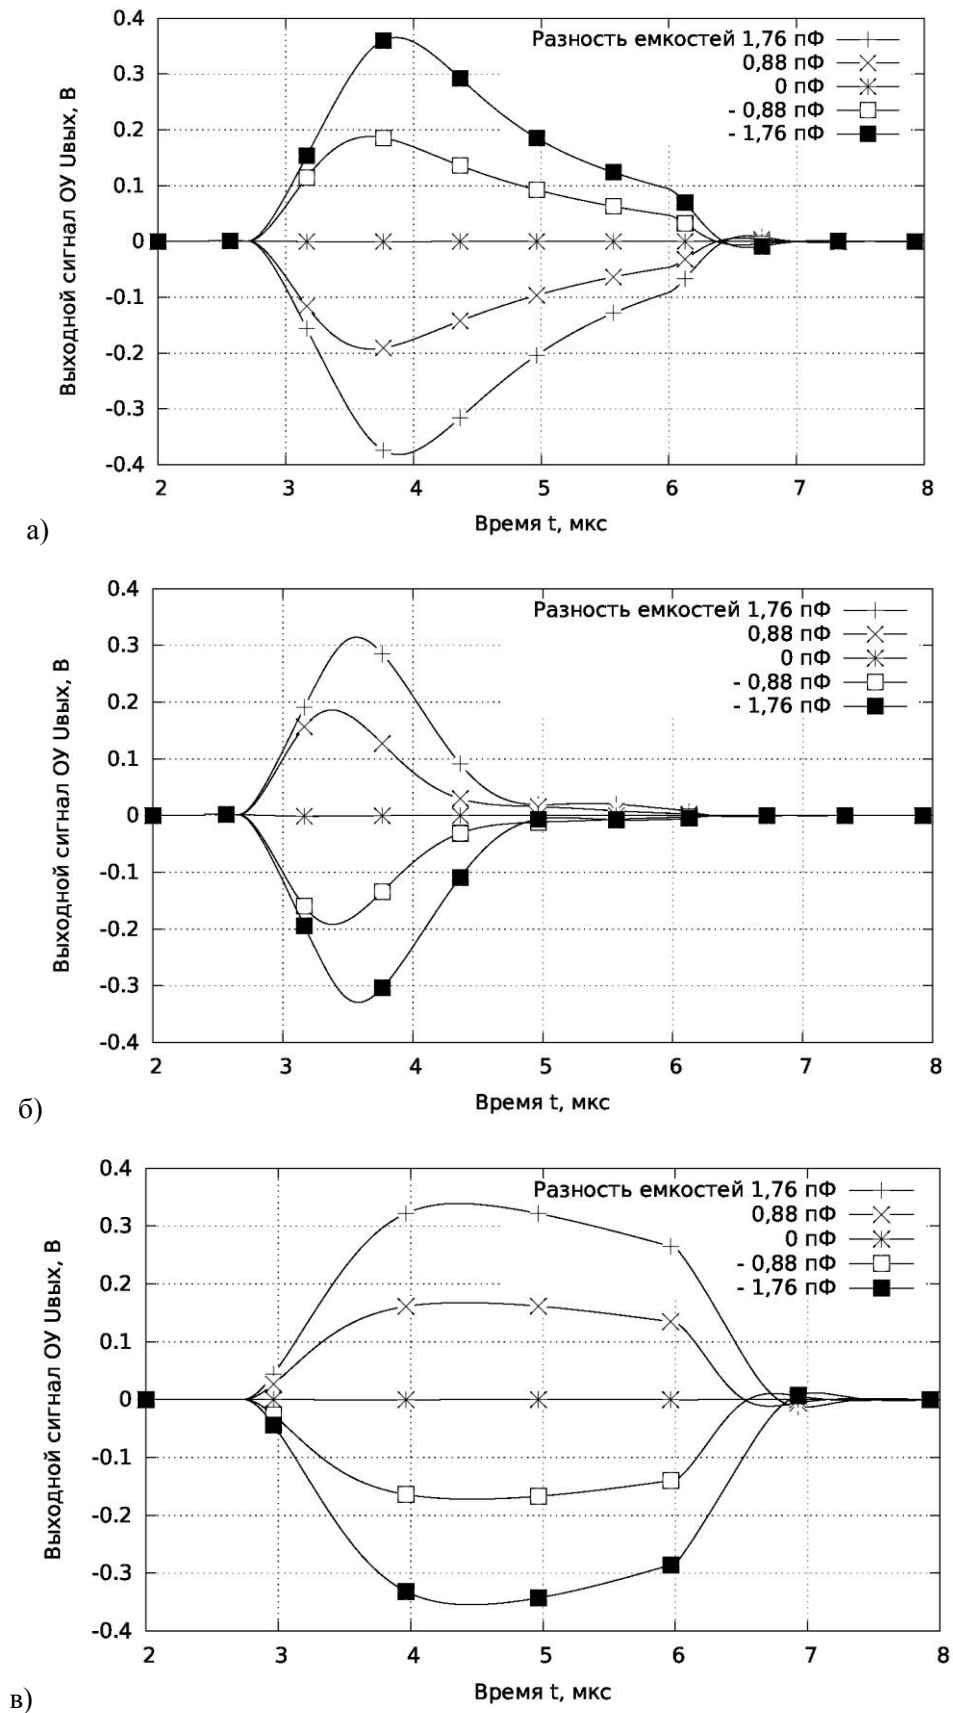 0.4
Разность емкостей 1,76 пФ
0.3
0,88 пФ
0 пФ
0.2
- 0,88 пФ
- 1,76 пФ
0.1
0
-0.1
-0.2
-0.3
-0.4
Выходной сигнал ОУ Uвых, В
2 3 4 5 6 7 8
Время t, мкс
а)
0.4
Разность емкостей 1,76 пФ
0.3
0,88 пФ
0 пФ
0.2
- 0,88 пФ
- 1,76 пФ
0.1
0
-0.1
-0.2
-0.3
-0.4
Выходной сигнал ОУ Uвых, В
2 3 4 5 6 7 8
Время t, мкс
б)
0.4
Разность емкостей 1,76 пФ
0.3
0,88 пФ
0 пФ
0.2
- 0,88 пФ
- 1,76 пФ
0.1
0
-0.1
-0.2
-0.3
-0.4
Выходной сигнал ОУ Uвых, В
2 3 4 5 6 7 8
Время t, мкс
в)